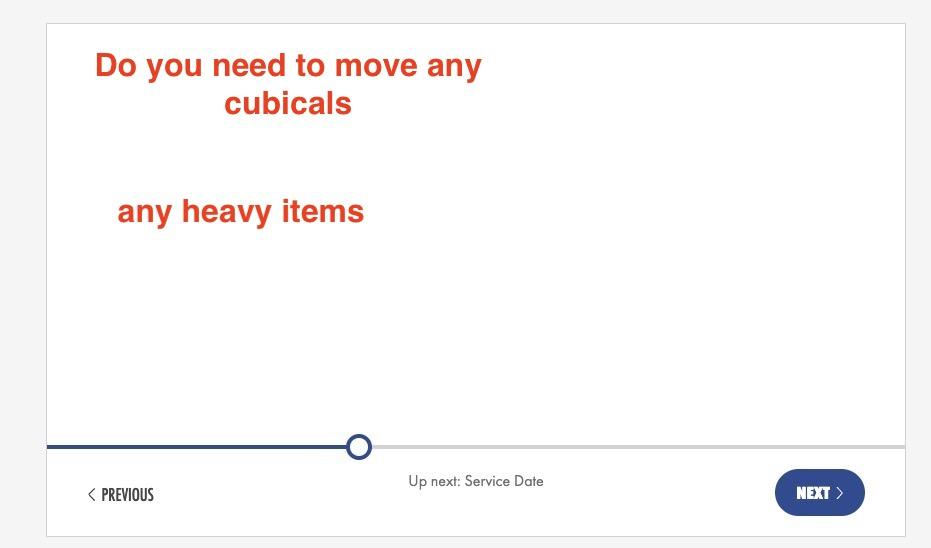 Do you need to move any
cubicals
any heavy items
Up next: Service Date
< PREVIOUS
NEXT >